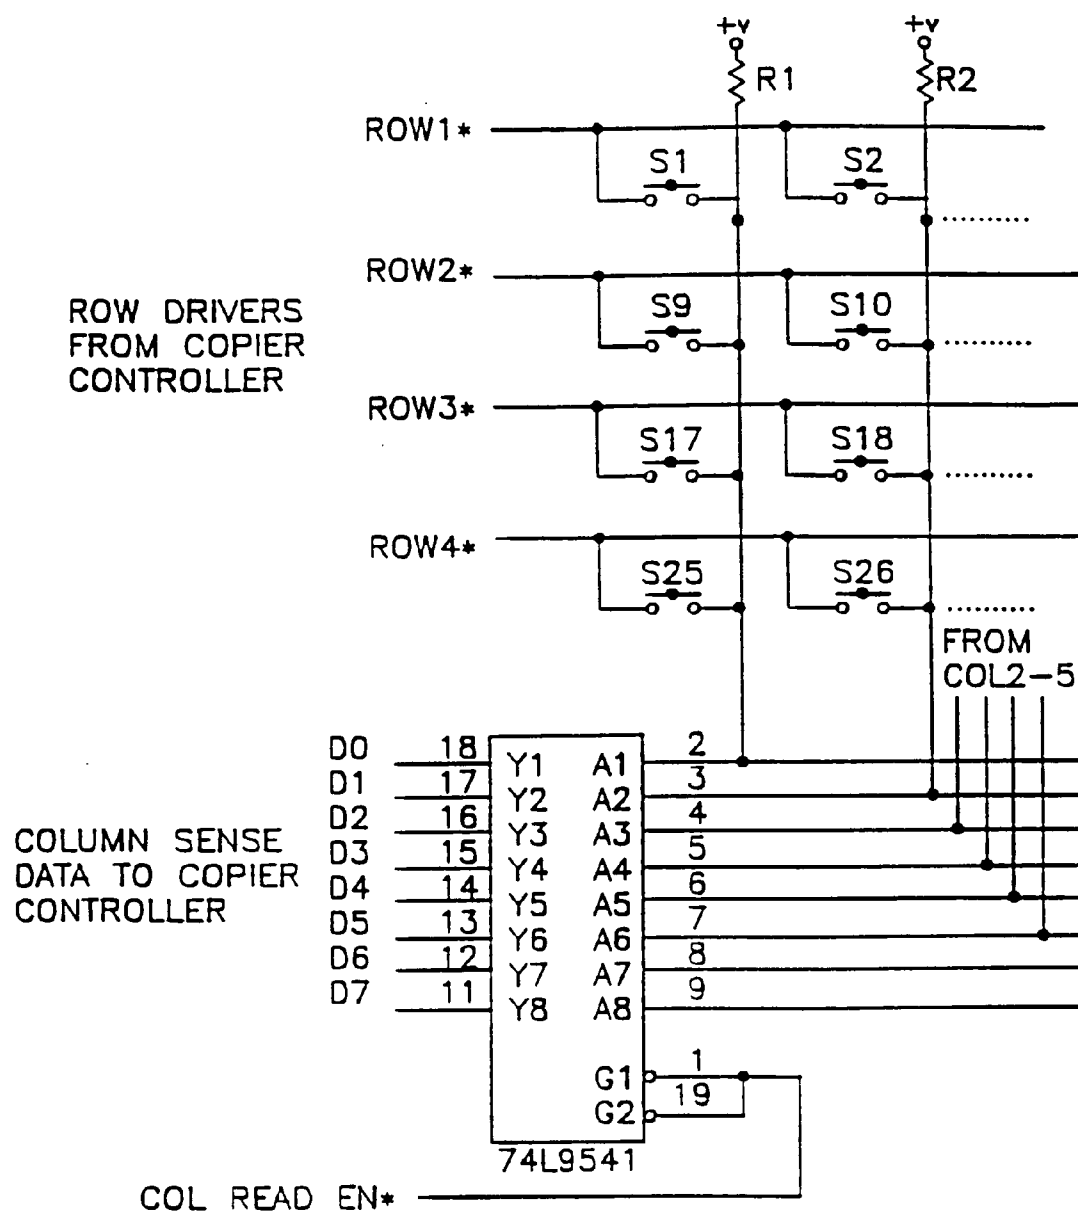 +v +v
R1 R2
ROW1*
S1 S2
..........
ROW2*
S9 S10
..........
ROW DRIVERS
FROM COPIER
CONTROLLER
ROW3*
S17 S18
..........
ROW4*
S25 S26
..........
FROM
COL2-5
D0 18 Y1 A1 2
D1 17 Y2 A2 3
D2 16 Y3 A3 4
D3 15 Y4 A4 5
D4 14 Y5 A5 6
D5 13 Y6 A6 7
D6 12 Y7 A7 8
D7 11 Y8 A8 9
COLUMN SENSE
DATA TO COPIER
CONTROLLER
G1 1
G2 19
74L9541
COL READ EN*